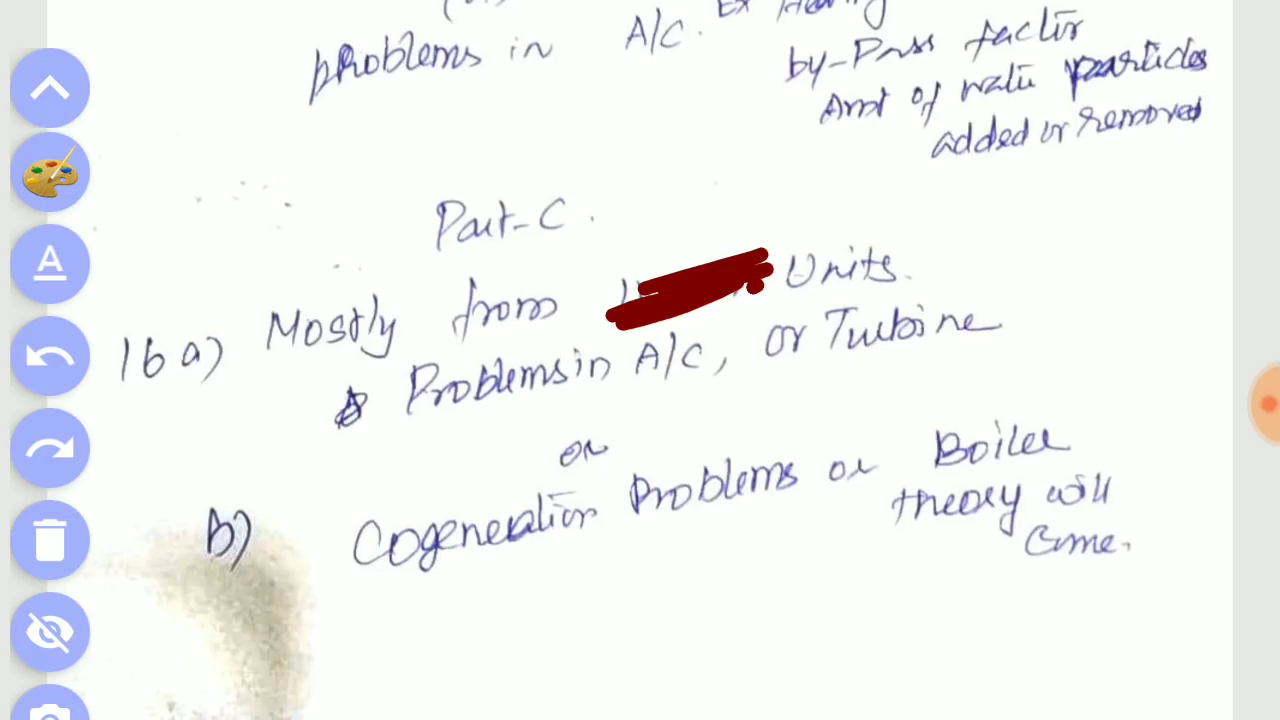 problems in A/C. Ex
by-Pass factor
Amt of water particles
added or removed
Part-C.
16 a) Mostly from Units.
Problems in A/C, or Turbine
or
b) Cogeneration Problems or Boiler
theory will
Come.